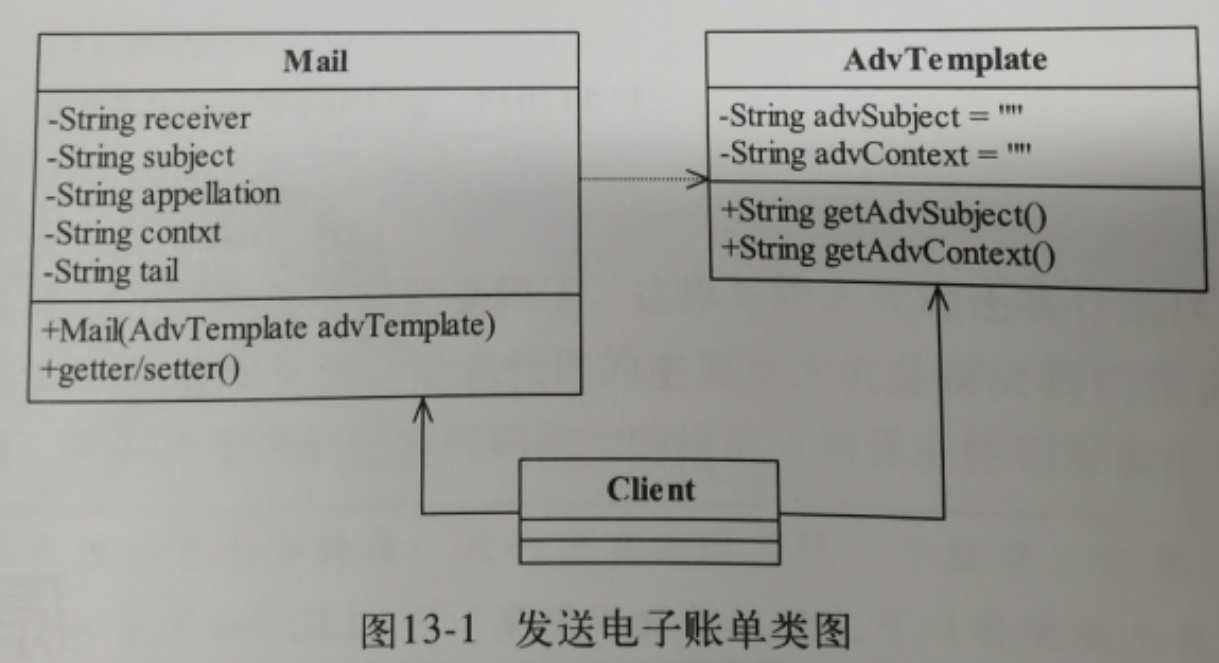 Mail
-String receiver
-String subject
-String appellation
-String contxt
-String tail
+Mail(AdvTemplate advTemplate)
+getter/setter()
AdvTemplate
-String advSubject = ""
-String advContext = ""
+String getAdvSubject()
+String getAdvContext()
Client
图13-1 发送电子账单类图